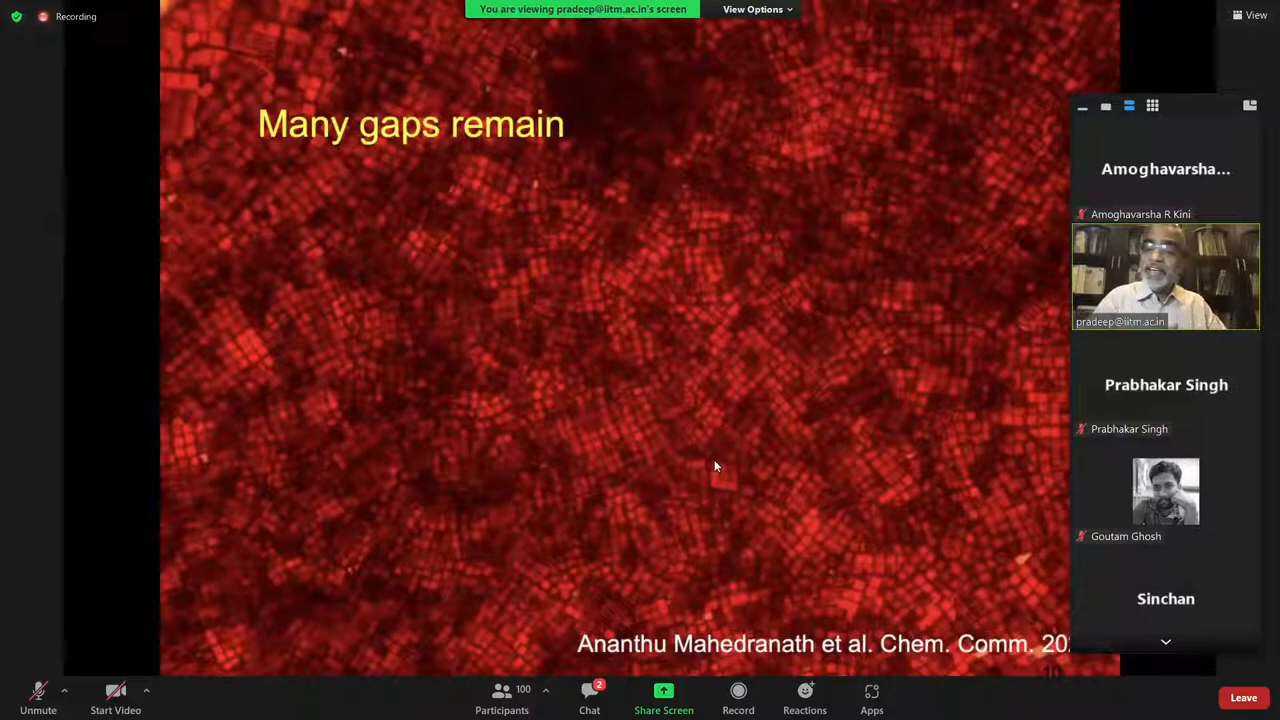 Recording
You are viewing pradeep@iitm.ac.in's screen
View Options
View
Many gaps remain
Amoghavarsha...
Amoghavarsha R Kini
pradeep@iitm.ac.in
Prabhakar Singh
Prabhakar Singh
Goutam Ghosh
Sinchan
Ananthu Mahedranath et al. Chem. Comm.
Unmute
Start Video
100
Participants
2
Chat
Share Screen
Record
Reactions
Apps
Leave